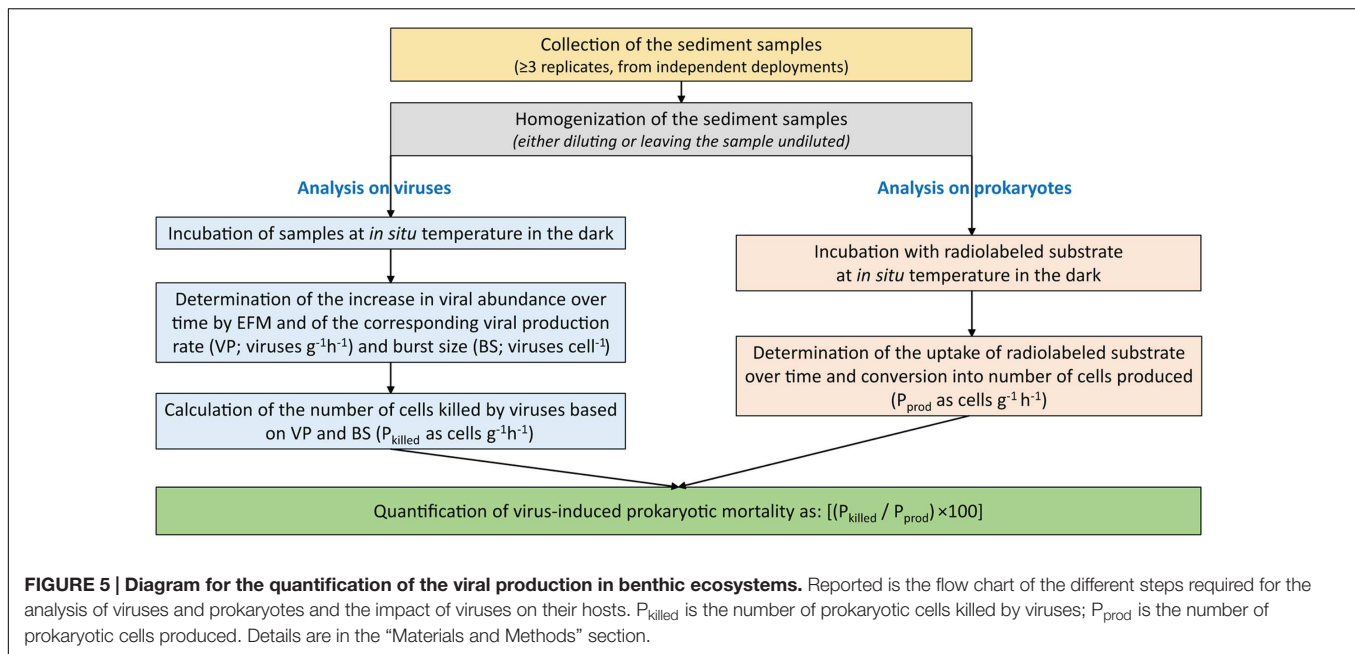 Collection of the sediment samples
(≥3 replicates, from independent deployments)
Homogenization of the sediment samples
(either diluting or leaving the sample undiluted)
Analysis on viruses
Incubation of samples at in situ temperature in the dark
Determination of the increase in viral abundance over
time by EFM and of the corresponding viral production
rate (VP; viruses g⁻¹h⁻¹) and burst size (BS; viruses cell⁻¹)
Calculation of the number of cells killed by viruses based
on VP and BS (Pkilled as cells g⁻¹h⁻¹)
Analysis on prokaryotes
Incubation with radiolabeled substrate
at in situ temperature in the dark
Determination of the uptake of radiolabeled substrate
over time and conversion into number of cells produced
(Pprod as cells g⁻¹ h⁻¹)
Quantification of virus-induced prokaryotic mortality as: [(Pkilled / Pprod) ×100]
FIGURE 5 | Diagram for the quantification of the viral production in benthic ecosystems. Reported is the flow chart of the different steps required for the
analysis of viruses and prokaryotes and the impact of viruses on their hosts. Pkilled is the number of prokaryotic cells killed by viruses; Pprod is the number of
prokaryotic cells produced. Details are in the “Materials and Methods” section.